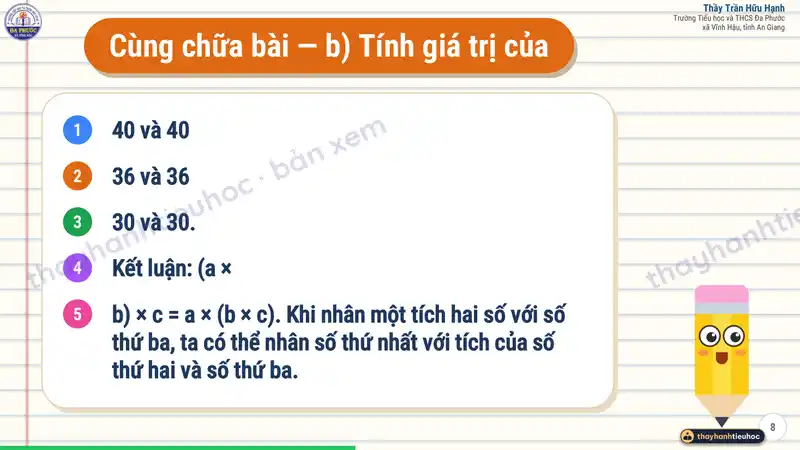 Thầy Trần Hữu Hạnh
Trường Tiểu học và THCS Đa Phước
xã Vĩnh Hậu, tỉnh An Giang
ĐA PHƯỚC
Cùng chữa bài – b) Tính giá trị của
1 40 và 40
2 36 và 36
3 30 và 30.
4 Kết luận: (a ×
5 b) × c = a × (b × c). Khi nhân một tích hai số với số
thứ ba, ta có thể nhân số thứ nhất với tích của số
thứ hai và số thứ ba.
thayhanhtieuhoc · bản xem
thayhanhtie
8
thayhanhtieuhoc